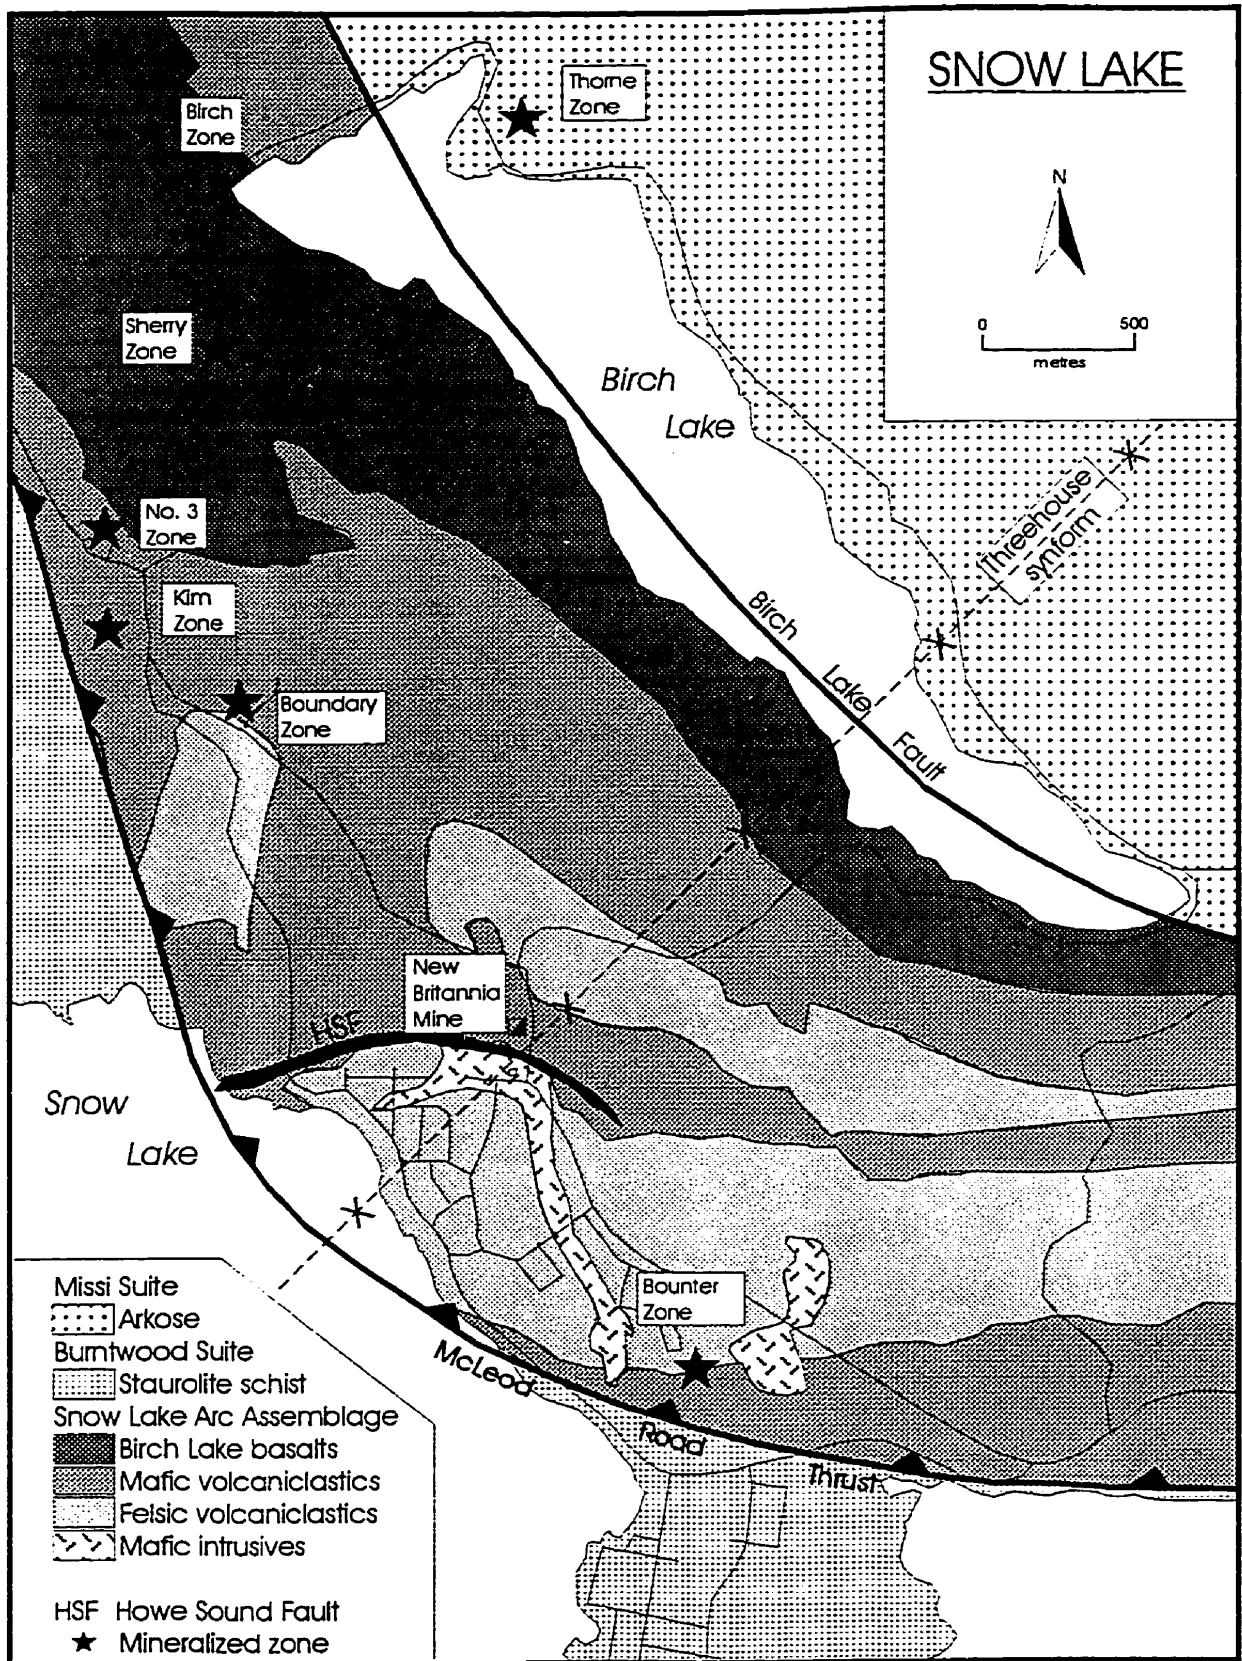 SNOW LAKE
Thorne
Zone
Birch
Zone
N
0 500
metres
Sherry
Zone
Birch
Lake
Threehouse
synform
No. 3
Zone
Kim
Zone
Birch
Lake
Fault
Boundary
Zone
New
Britannia
Mine
HSF
Snow
Lake
Bounter
Zone
McLeod
Road
Thrust
Missi Suite
Arkose
Burntwood Suite
Staurolite schist
Snow Lake Arc Assemblage
Birch Lake basalts
Mafic volcaniclastics
Felsic volcaniclastics
Mafic intrusives
HSF Howe Sound Fault
Mineralized zone